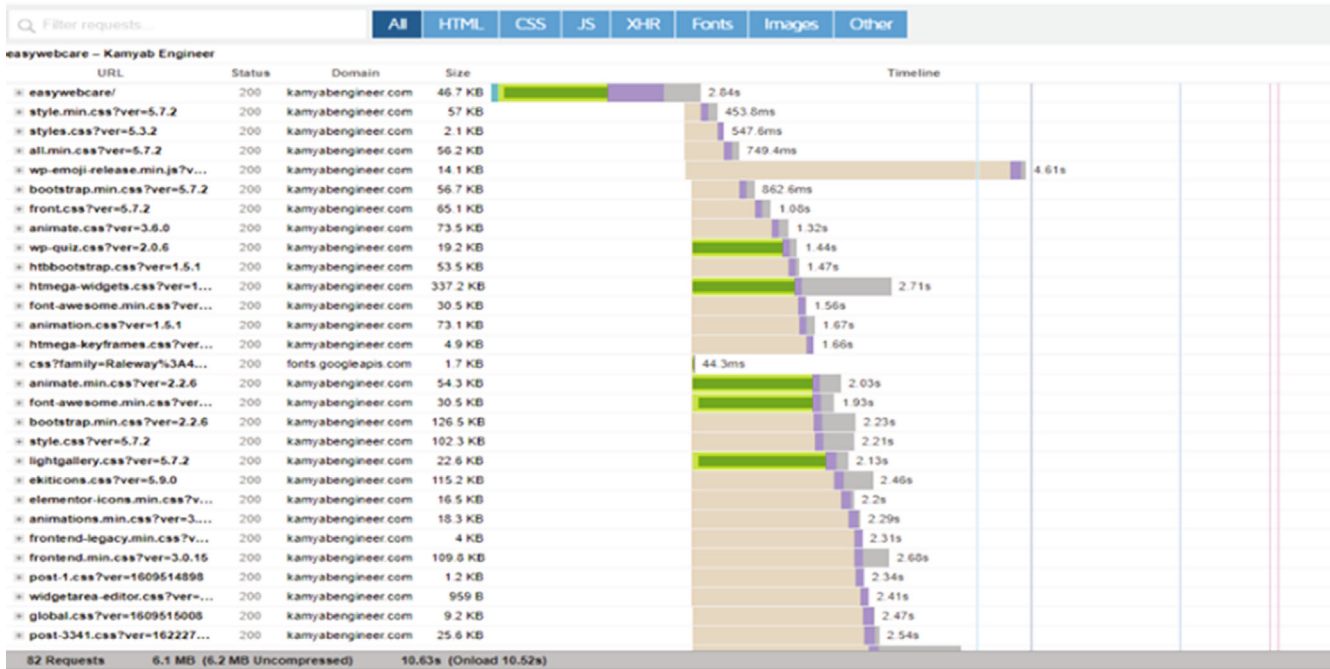 Filter requests...
All HTML CSS JS XHR Fonts Images Other
easywebcare – Kamyab Engineer
URL Status Domain Size Timeline
easywebcare/ 200 kamyabengineer.com 46.7 KB 2.84s
style.min.css?ver=5.7.2 200 kamyabengineer.com 57 KB 453.8ms
styles.css?ver=5.3.2 200 kamyabengineer.com 2.1 KB 547.6ms
all.min.css?ver=5.7.2 200 kamyabengineer.com 56.2 KB 749.4ms
wp-emoji-release.min.js?v... 200 kamyabengineer.com 14.1 KB 4.61s
bootstrap.min.css?ver=5.7.2 200 kamyabengineer.com 56.7 KB 862.6ms
front.css?ver=5.7.2 200 kamyabengineer.com 65.1 KB 1.08s
animate.css?ver=3.6.0 200 kamyabengineer.com 73.5 KB 1.32s
wp-quiz.css?ver=2.0.6 200 kamyabengineer.com 19.2 KB 1.44s
htbbootstrap.css?ver=1.5.1 200 kamyabengineer.com 53.5 KB 1.47s
htmega-widgets.css?ver=1... 200 kamyabengineer.com 337.2 KB 2.71s
font-awesome.min.css?ver... 200 kamyabengineer.com 30.5 KB 1.56s
animation.css?ver=1.5.1 200 kamyabengineer.com 73.1 KB 1.67s
htmega-keyframes.css?ver... 200 kamyabengineer.com 4.9 KB 1.66s
css?family=Raleway%3A4... 200 fonts.googleapis.com 1.7 KB 44.3ms
animate.min.css?ver=2.2.6 200 kamyabengineer.com 54.3 KB 2.03s
font-awesome.min.css?ver... 200 kamyabengineer.com 30.5 KB 1.93s
bootstrap.min.css?ver=2.2.6 200 kamyabengineer.com 126.5 KB 2.23s
style.css?ver=5.7.2 200 kamyabengineer.com 102.3 KB 2.21s
lightgallery.css?ver=5.7.2 200 kamyabengineer.com 22.6 KB 2.13s
ekiticons.css?ver=5.9.0 200 kamyabengineer.com 115.2 KB 2.46s
elementor-icons.min.css?v... 200 kamyabengineer.com 16.5 KB 2.2s
animations.min.css?ver=3.... 200 kamyabengineer.com 18.3 KB 2.29s
frontend-legacy.min.css?v... 200 kamyabengineer.com 4 KB 2.31s
frontend.min.css?ver=3.0.15 200 kamyabengineer.com 109.8 KB 2.68s
post-1.css?ver=1609514898 200 kamyabengineer.com 1.2 KB 2.34s
widgetarea-editor.css?ver=... 200 kamyabengineer.com 959 B 2.41s
global.css?ver=1609515008 200 kamyabengineer.com 9.2 KB 2.47s
post-3341.css?ver=162227... 200 kamyabengineer.com 25.6 KB 2.54s
82 Requests 6.1 MB (6.2 MB Uncompressed) 10.63s (Onload 10.52s)